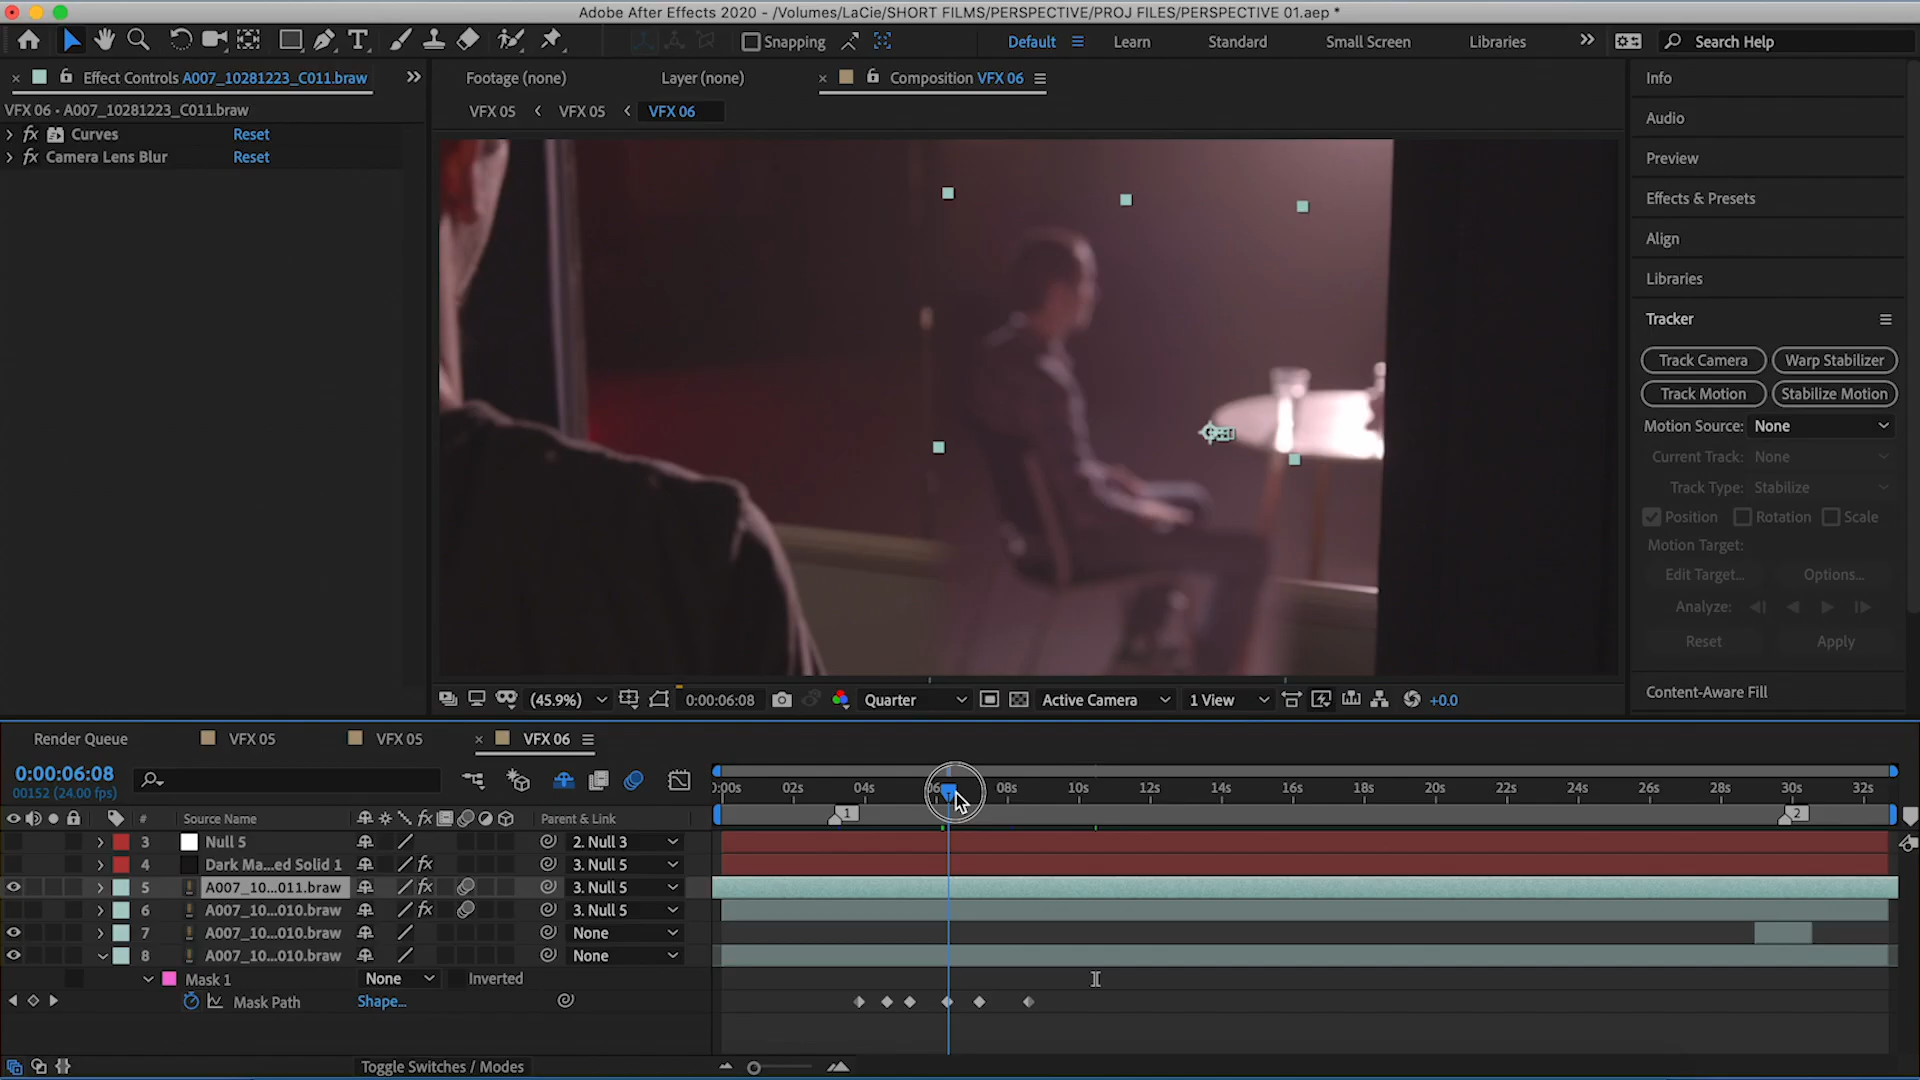 Adobe After Effects 2020 - /Volumes/LaCie/SHORT FILMS/PERSPECTIVE/PROJ FILES/PERSPECTIVE 01.aep *
Snapping
Default
Learn
Standard
Small Screen
Libraries
Search Help
Effect Controls A007_10281223_C011.braw
VFX 06 • A007_10281223_C011.braw
fx Curves Reset
fx Camera Lens Blur Reset
Footage (none)
Layer (none)
Composition VFX 06
VFX 05 VFX 05 VFX 06
Info
Audio
Preview
Effects & Presets
Align
Libraries
Tracker
Track Camera Warp Stabilizer
Track Motion Stabilize Motion
Motion Source: None
Current Track: None
Track Type: Stabilize
Position Rotation Scale
Motion Target:
Edit Target... Options...
Analyze:
Reset Apply
Content-Aware Fill
(45.9%) 0:00:06:08 Quarter Active Camera 1 View +0.0
Render Queue VFX 05 VFX 05 VFX 06
0:00:06:08
00152 (24.00 fps)
:00s 02s 04s 08s 10s 12s 14s 16s 18s 20s 22s 24s 26s 28s 30s 32s
1 2
# Source Name fx Parent & Link
3 Null 5 2. Null 3
4 Dark Ma...ed Solid 1 fx 3. Null 5
5 A007_10...011.braw fx 3. Null 5
6 A007_10...010.braw fx 3. Null 5
7 A007_10...010.braw None
8 A007_10...010.braw None
Mask 1 None Inverted
Mask Path Shape...
Toggle Switches / Modes